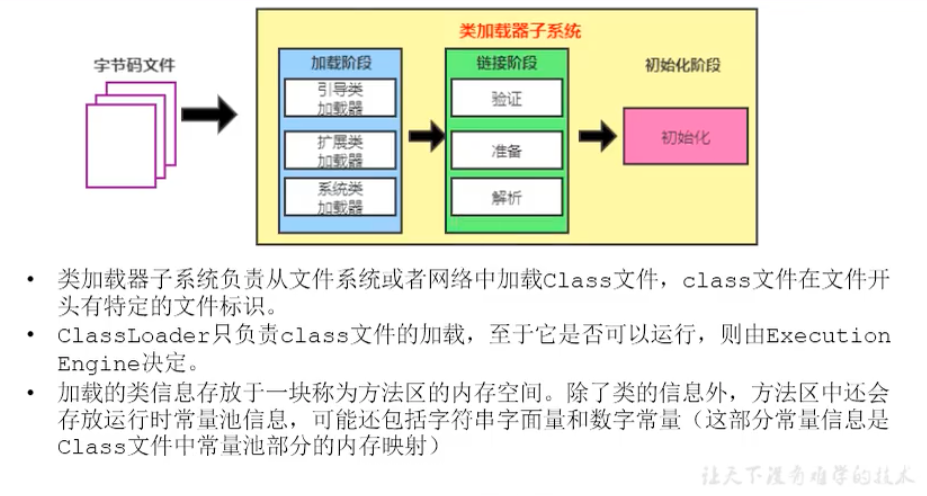 类加载器子系统
字节码文件
加载阶段
链接阶段
初始化阶段
引导类
加载器
验证
扩展类
加载器
准备
初始化
系统类
加载器
解析
• 类加载器子系统负责从文件系统或者网络中加载Class文件，class文件在文件开
头有特定的文件标识。
• ClassLoader只负责class文件的加载，至于它是否可以运行，则由Execution
Engine决定。
• 加载的类信息存放于一块称为方法区的内存空间。除了类的信息外，方法区中还会
存放运行时常量池信息，可能还包括字符串字面量和数字常量（这部分常量信息是
Class文件中常量池部分的内存映射）
让天下没有难学的技术